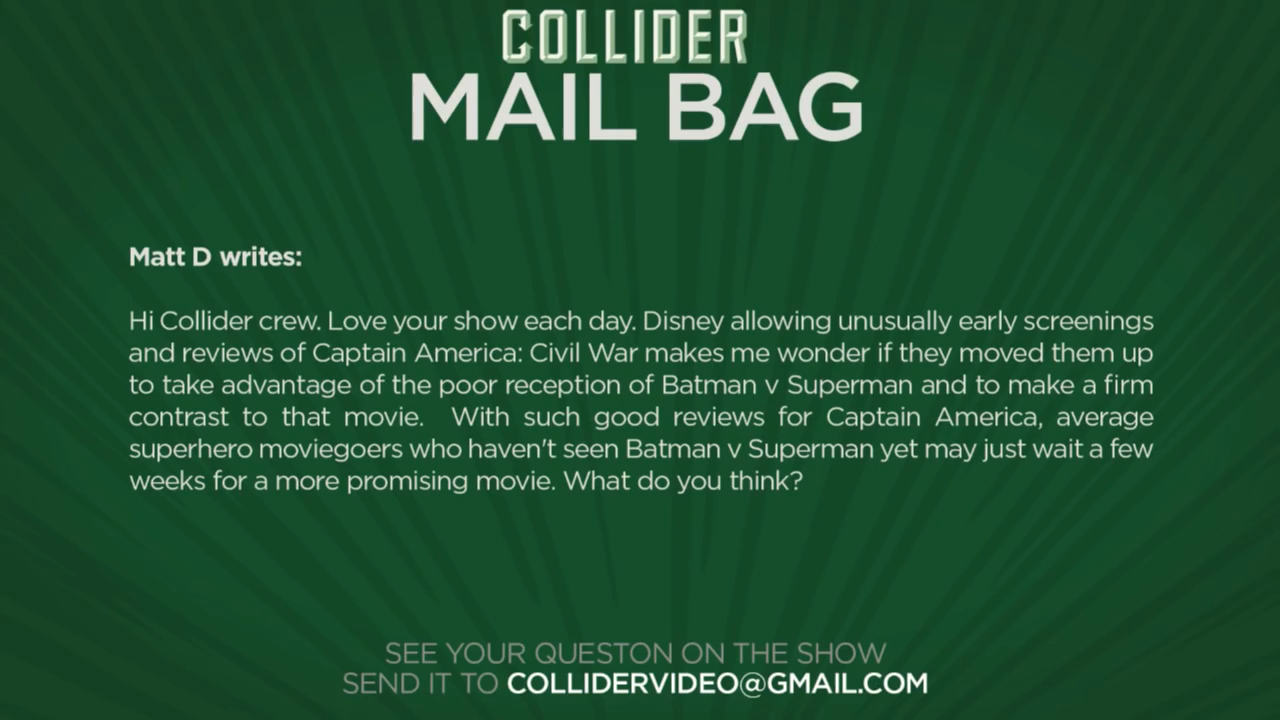 COLLIDER
MAIL BAG
Matt D writes:
Hi Collider crew. Love your show each day. Disney allowing unusually early screenings
and reviews of Captain America: Civil War makes me wonder if they moved them up
to take advantage of the poor reception of Batman v Superman and to make a firm
contrast to that movie.  With such good reviews for Captain America, average
superhero moviegoers who haven't seen Batman v Superman yet may just wait a few
weeks for a more promising movie. What do you think?
SEE YOUR QUESTON ON THE SHOW
SEND IT TO COLLIDERVIDEO@GMAIL.COM